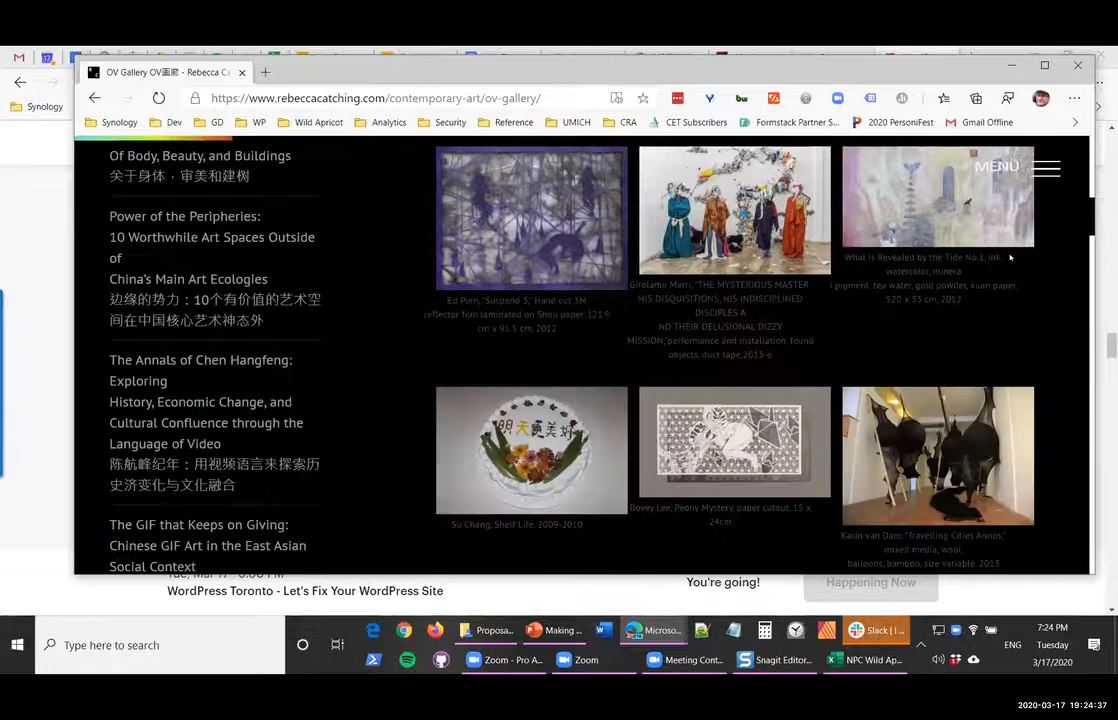 OV Gallery OV画廊 - Rebecca Ca
https://www.rebeccacatching.com/contemporary-art/ov-gallery/
Synology
Synology
Dev
GD
WP
Wild Apricot
Analytics
Security
Reference
UMICH
CRA
CET Subscribers
Formstack Partner S...
2020 PersoniFest
Gmail Offline
MENU
Of Body, Beauty, and Buildings
关于身体 · 审美和建树
Power of the Peripheries:
10 Worthwhile Art Spaces Outside
of
China's Main Art Ecologies
边缘的势力：10个有价值的艺术空
间在中国核心艺术神态外
The Annals of Chen Hangfeng:
Exploring
History, Economic Change, and
Cultural Confluence through the
Language of Video
陈航峰纪年：用视频语言来探索历
史济变化与文化融合
The GIF that Keeps on Giving:
Chinese GIF Art in the East Asian
Social Context
Ed Pien, "Suspend 3," Hand cut 3M
reflector film laminated on Shoji paper. 121.9
cm x 91.5 cm. 2012
Girolamo Marri, "THE MYSTERIOUS MASTER
HIS DISQUISITIONS, HIS INDISCIPLINED
DISCIPLES A
ND THEIR DELUSIONAL DIZZY
MISSION,"performance and installation, found
objects, duct tape,2013-6
What is Revealed by the Tide No.1, ink,
watercolor, minera
l pigment, tea water, gold powder, xuan paper,
520 x 33 cm, 2012
明天更美好
Su Chang, Shelf Life, 2009-2010
Bovey Lee, Peony Mystery, paper cutout, 15 x
24cm
Karin van Dam, "Travelling Cities Annos,"
mixed media, wool,
balloons, bamboo, size variable. 2013
Tue, Mar 17
WordPress Toronto - Let's Fix Your WordPress Site
You're going!
Happening Now
Type here to search
Proposa...
Making ...
Microso...
Slack | I ...
Zoom - Pro A...
Zoom
Meeting Cont...
Snagit Editor...
NPC Wild Ap...
ENG
7:24 PM
Tuesday
3/17/2020
2020-03-17 19:24:37